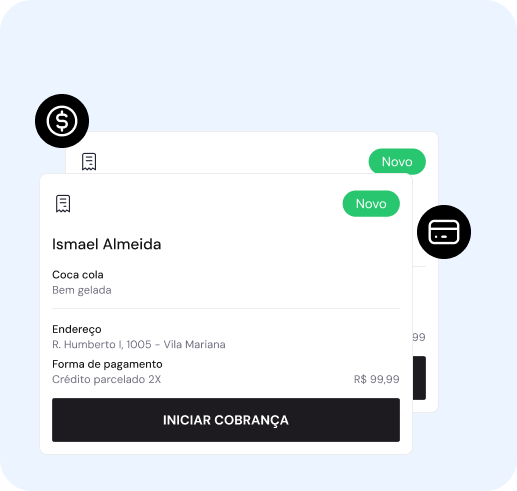 Novo
Novo
Ismael Almeida
Coca cola
Bem gelada
Endereço
R. Humberto I, 1005 - Vila Mariana
99
Forma de pagamento
Crédito parcelado 2X
R$ 99,99
INICIAR COBRANÇA